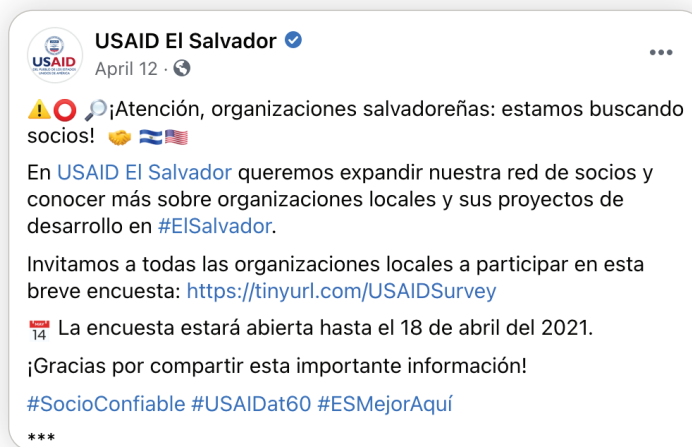 USAID El Salvador
April 12 ·
USAID
¡Atención, organizaciones salvadoreñas: estamos buscando
socios!
En USAID El Salvador queremos expandir nuestra red de socios y
conocer más sobre organizaciones locales y sus proyectos de
desarrollo en #ElSalvador.
Invitamos a todas las organizaciones locales a participar en esta
breve encuesta: https://tinyurl.com/USAIDSurvey
La encuesta estará abierta hasta el 18 de abril del 2021.
¡Gracias por compartir esta importante información!
#SocioConfiable #USAIDat60 #ESMejorAquí
***